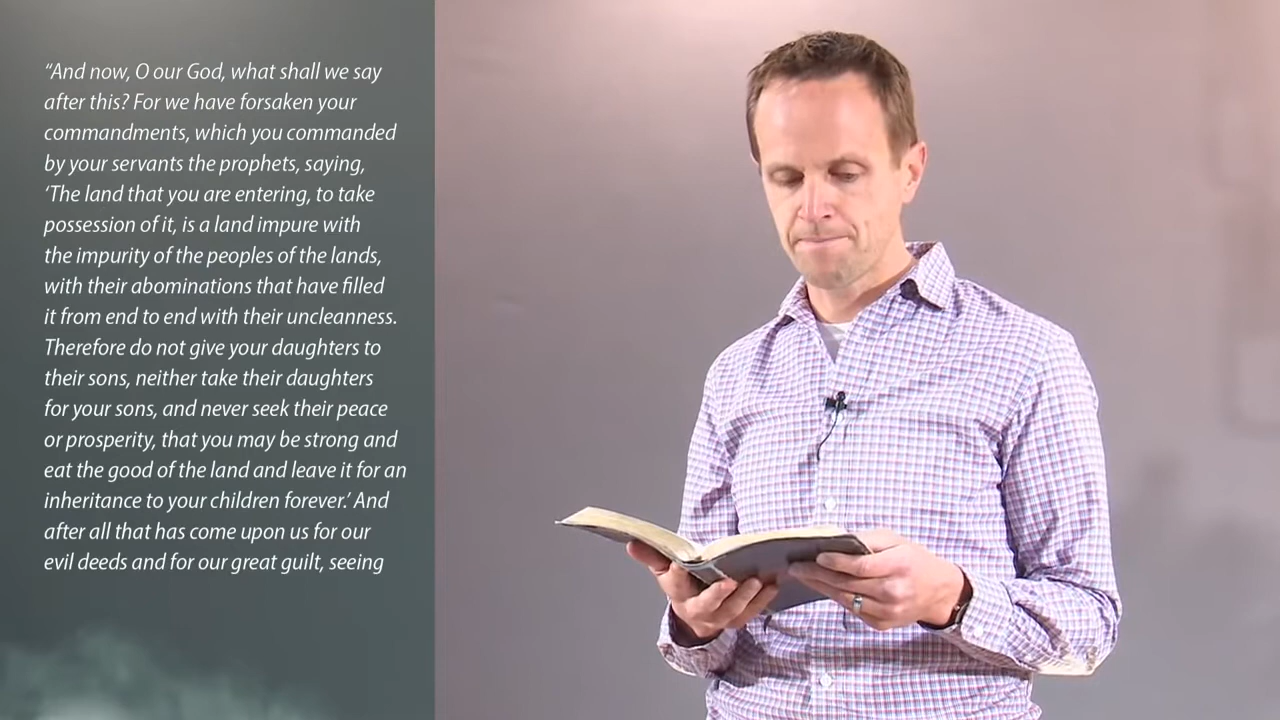 “And now, O our God, what shall we say
after this? For we have forsaken your
commandments, which you commanded
by your servants the prophets, saying,
‘The land that you are entering, to take
possession of it, is a land impure with
the impurity of the peoples of the lands,
with their abominations that have filled
it from end to end with their uncleanness.
Therefore do not give your daughters to
their sons, neither take their daughters
for your sons, and never seek their peace
or prosperity, that you may be strong and
eat the good of the land and leave it for an
inheritance to your children forever.’ And
after all that has come upon us for our
evil deeds and for our great guilt, seeing